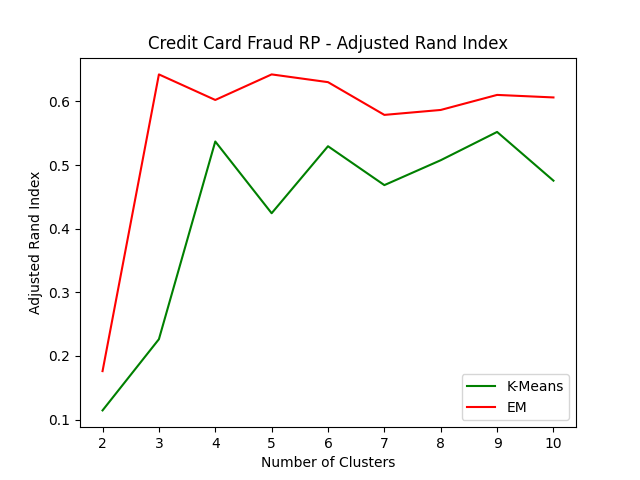 Credit Card Fraud RP - Adjusted Rand Index
Adjusted Rand Index
0.6
0.5
0.4
0.3
0.2
0.1
2 3 4 5 6 7 8 9 10
Number of Clusters
K-Means
EM